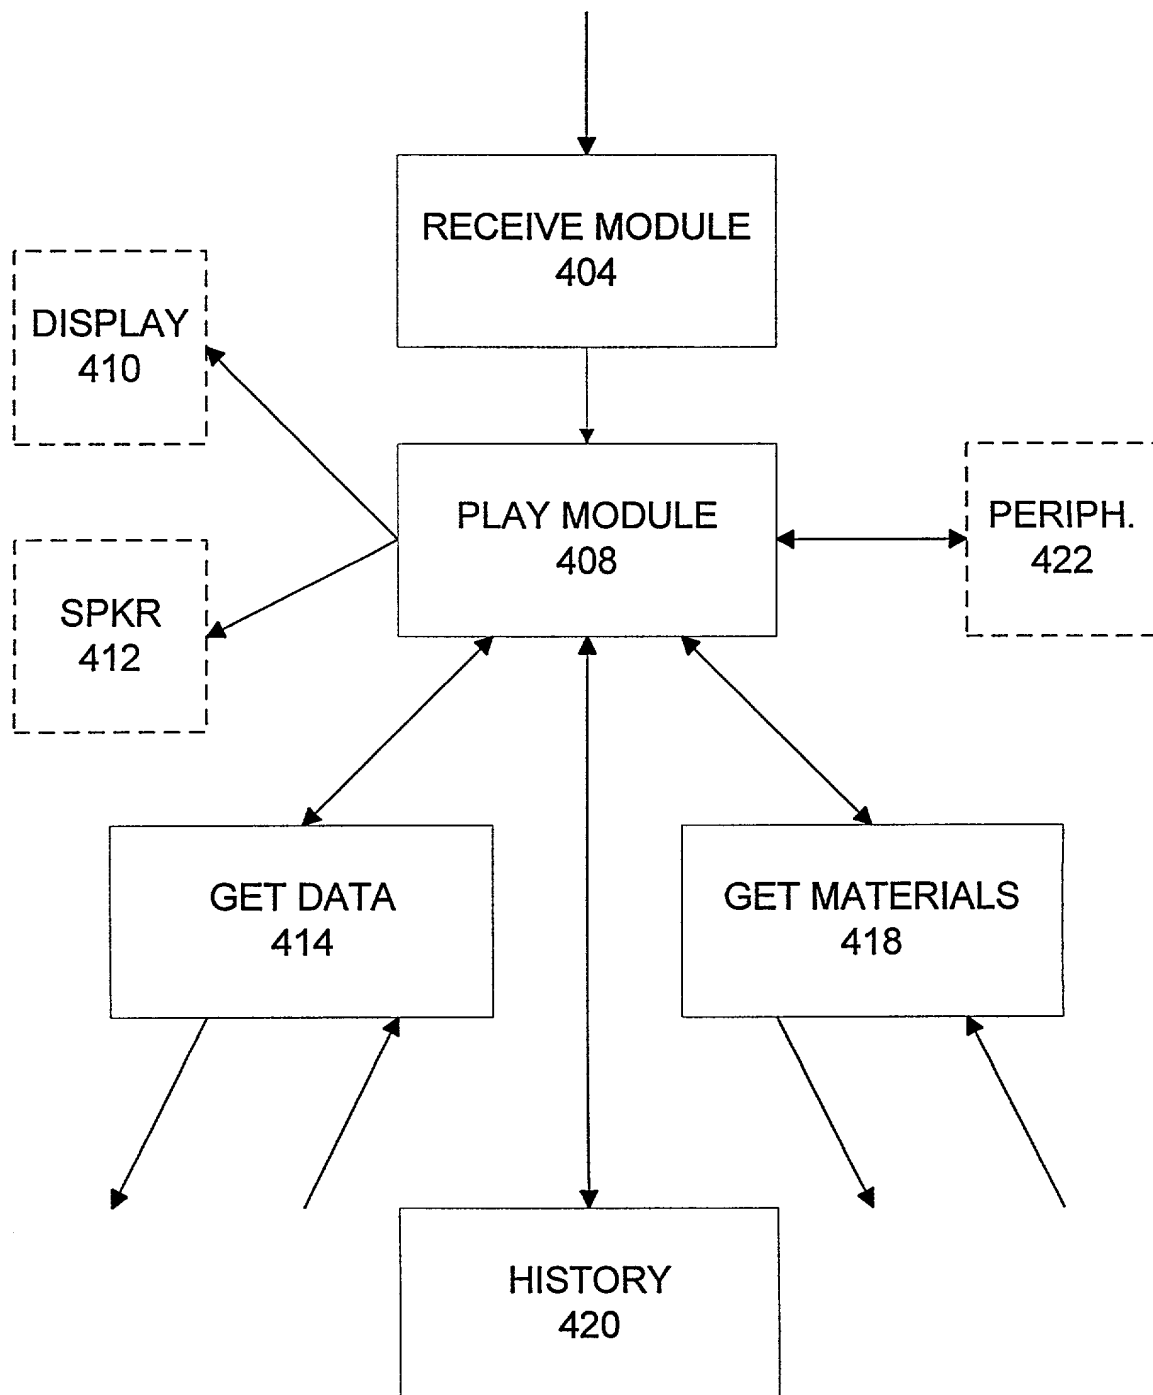 RECEIVE MODULE
404
DISPLAY
410
PLAY MODULE
408
PERIPH.
422
SPKR
412
GET DATA
414
GET MATERIALS
418
HISTORY
420